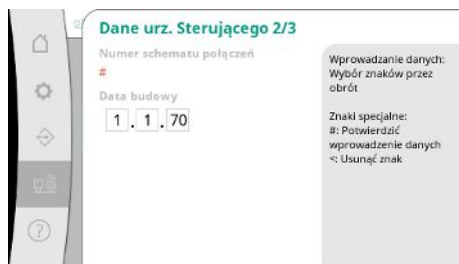 Dane urz. Sterującego 2/3
Numer schematu połączeń
#
Data budowy
1 . 1 . 70
Wprowadzanie danych:
Wybór znaków przez
obrót
Znaki specjalne:
#: Potwierdzić
wprowadzenie danych
<: Usunąć znak
?